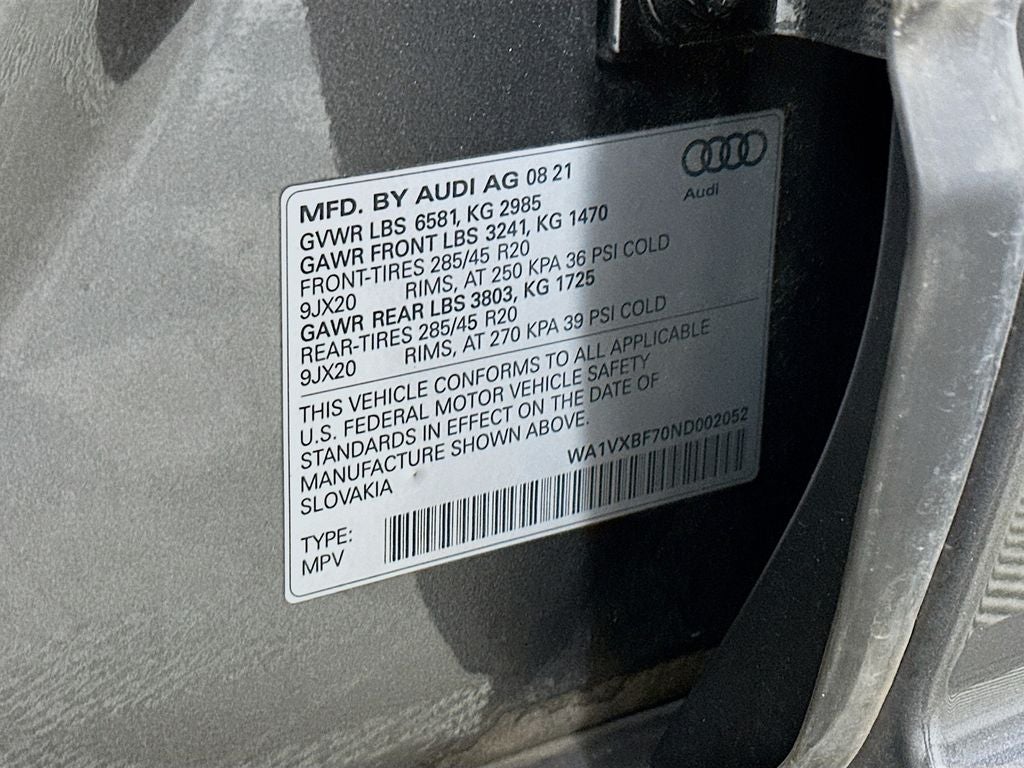 Audi
MFD. BY AUDI AG 08 21
GVWR LBS 6581, KG 2985
GAWR FRONT LBS 3241, KG 1470
FRONT-TIRES 285/45 R20
9JX20 RIMS, AT 250 KPA 36 PSI COLD
GAWR REAR LBS 3803, KG 1725
REAR-TIRES 285/45 R20
9JX20 RIMS, AT 270 KPA 39 PSI COLD
THIS VEHICLE CONFORMS TO ALL APPLICABLE
U.S. FEDERAL MOTOR VEHICLE SAFETY
STANDARDS IN EFFECT ON THE DATE OF
MANUFACTURE SHOWN ABOVE.
SLOVAKIA
WA1VXBF70ND002052
TYPE:
MPV